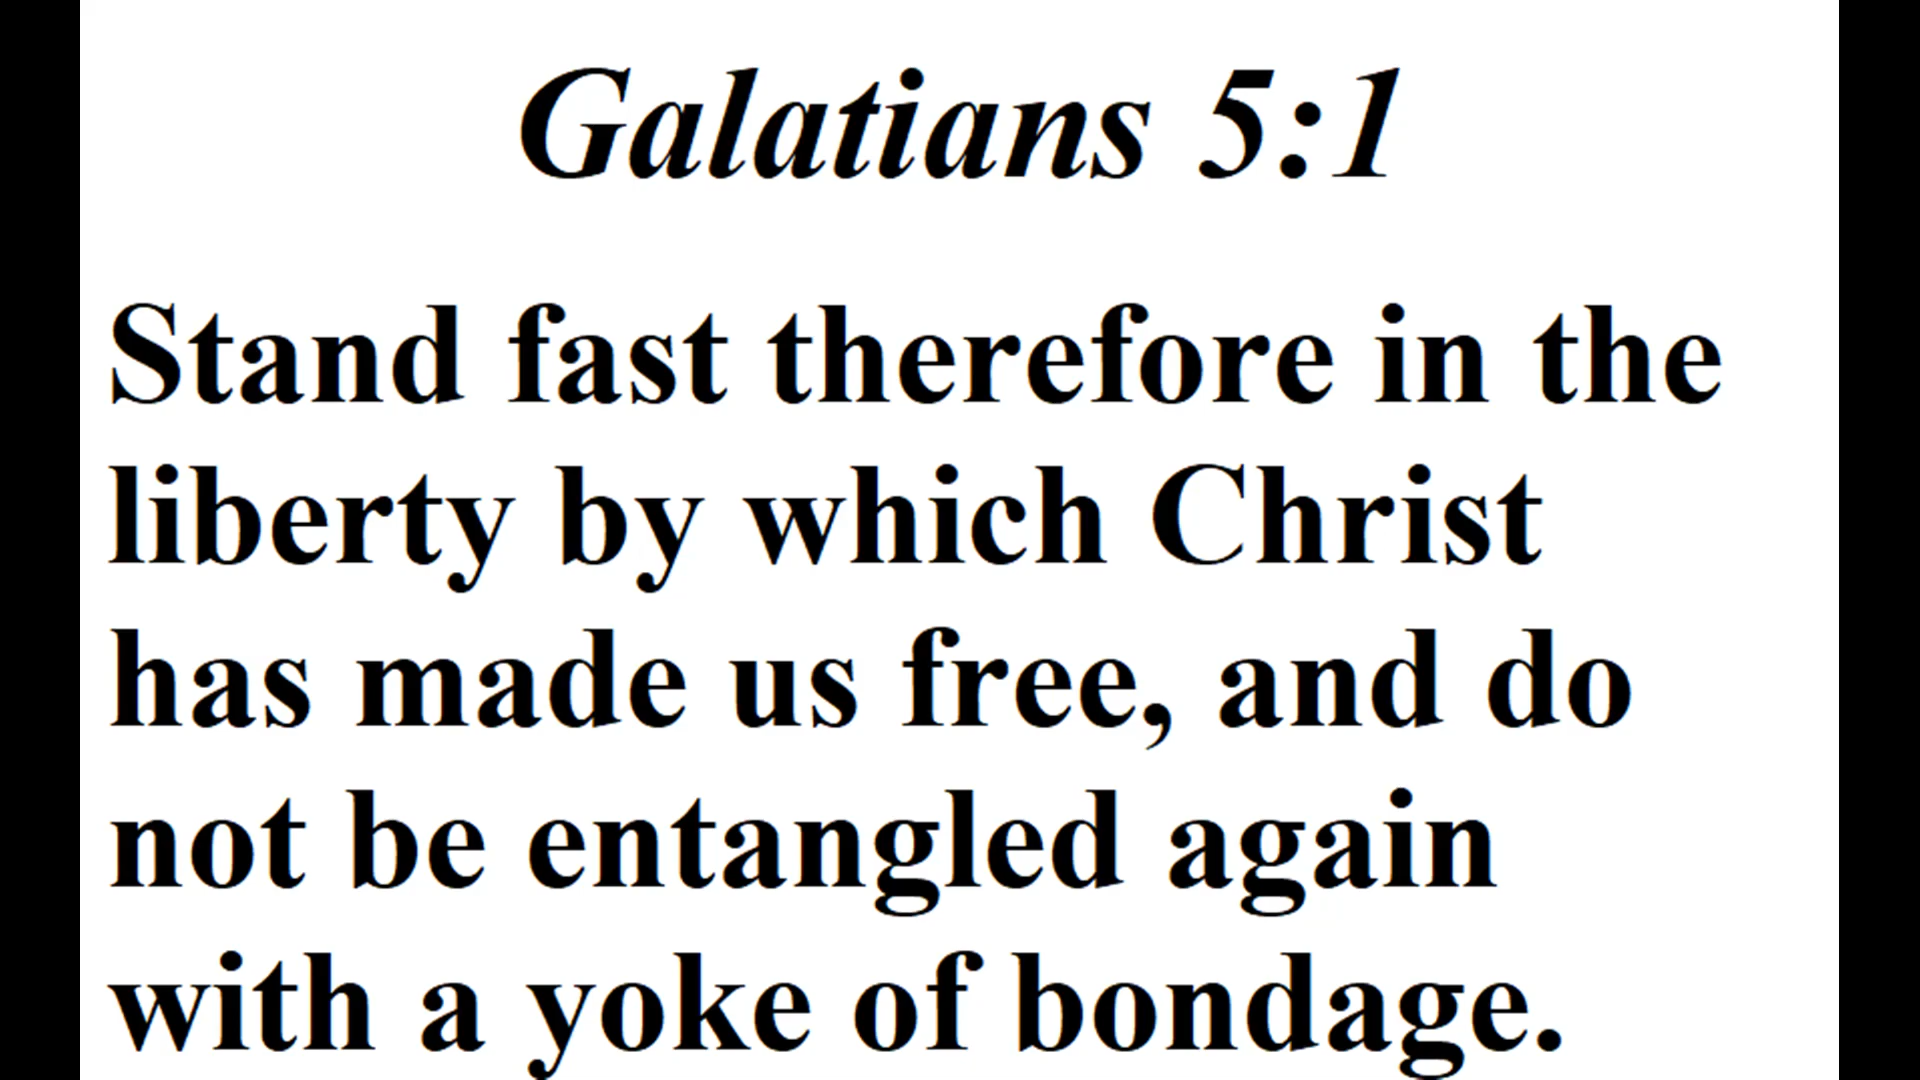 Galatians 5:1
Stand fast therefore in the
liberty by which Christ
has made us free, and do
not be entangled again
with a yoke of bondage.